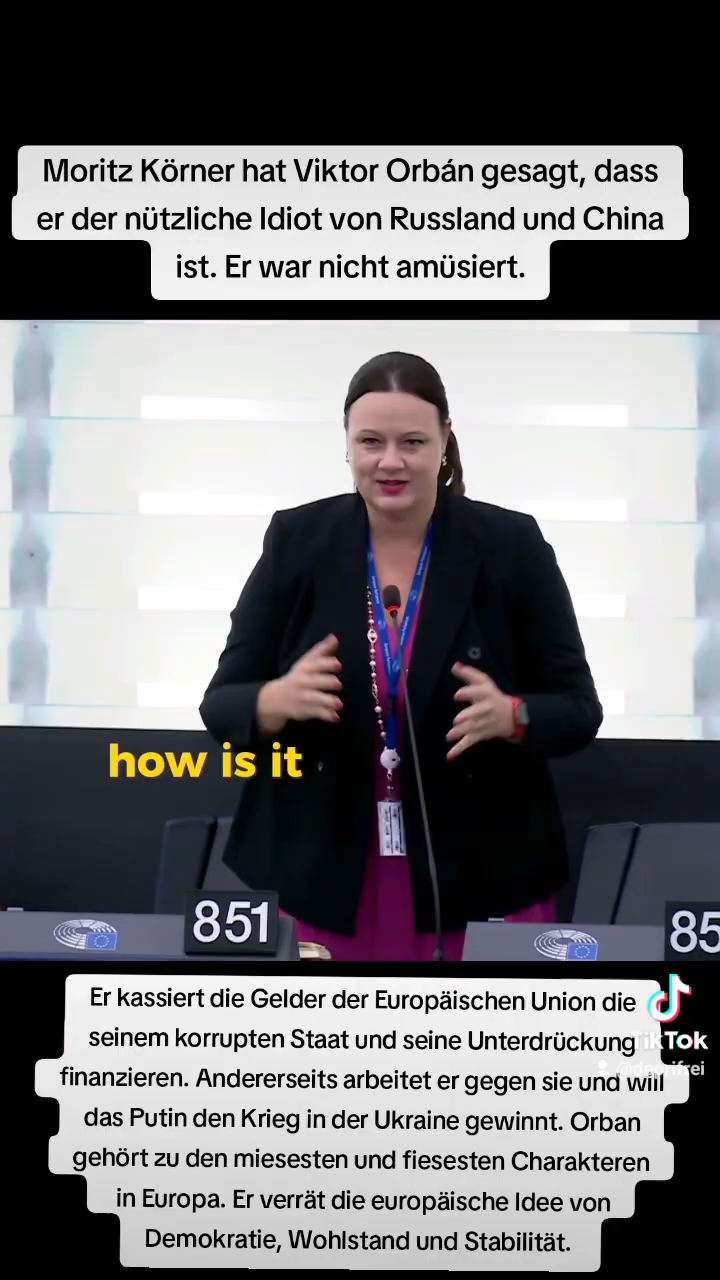 Moritz Körner hat Viktor Orbán gesagt, dass
er der nützliche Idiot von Russland und China
ist. Er war nicht amüsiert.
how is it
851
85
Er kassiert die Gelder der Europäischen Union die
seinem korrupten Staat und seine Unterdrückung
finanzieren. Andererseits arbeitet er gegen sie und will
das Putin den Krieg in der Ukraine gewinnt. Orban
gehört zu den miesesten und fiesesten Charakteren
in Europa. Er verrät die europäische Idee von
Demokratie, Wohlstand und Stabilität.
TikTok